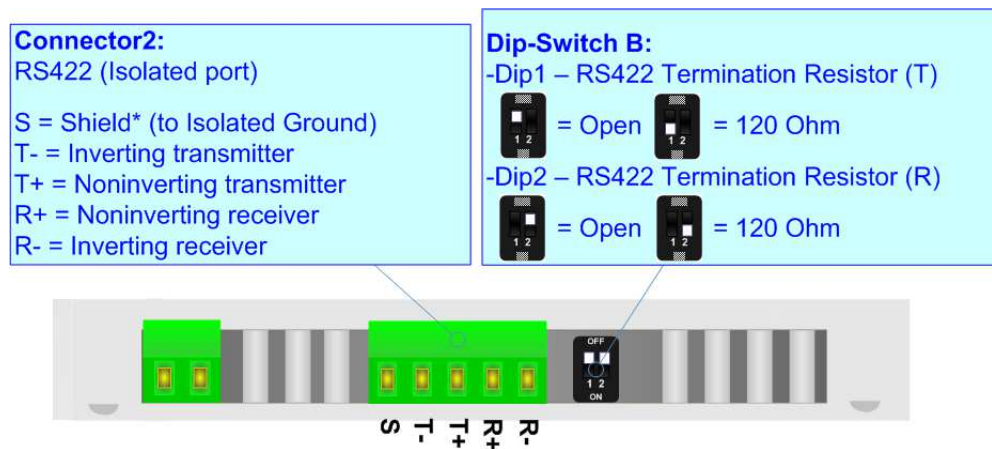 Connector2:
RS422 (Isolated port)
S = Shield* (to Isolated Ground)
T- = Inverting transmitter
T+ = Noninverting transmitter
R+ = Noninverting receiver
R- = Inverting receiver
Dip-Switch B:
-Dip1 – RS422 Termination Resistor (T)
1 2 = Open 1 2 = 120 Ohm
-Dip2 – RS422 Termination Resistor (R)
1 2 = Open 1 2 = 120 Ohm
OFF
1 2
ON
S T- T+ R+ R-